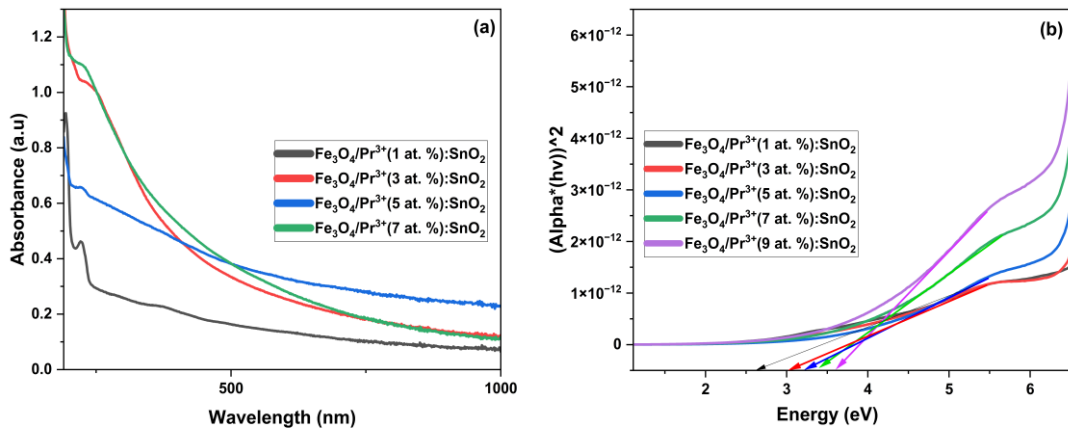 (a)
1.2
1.0
0.8
0.6
0.4
0.2
0.0
Absorbance (a.u)
Fe₃O₄/Pr³⁺(1 at. %):SnO₂
Fe₃O₄/Pr³⁺(3 at. %):SnO₂
Fe₃O₄/Pr³⁺(5 at. %):SnO₂
Fe₃O₄/Pr³⁺(7 at. %):SnO₂
500
1000
Wavelength (nm)
(b)
6×10⁻¹²
5×10⁻¹²
4×10⁻¹²
3×10⁻¹²
2×10⁻¹²
1×10⁻¹²
0
(Alpha*(hν))^2
Fe₃O₄/Pr³⁺(1 at. %):SnO₂
Fe₃O₄/Pr³⁺(3 at. %):SnO₂
Fe₃O₄/Pr³⁺(5 at. %):SnO₂
Fe₃O₄/Pr³⁺(7 at. %):SnO₂
Fe₃O₄/Pr³⁺(9 at. %):SnO₂
2
3
4
5
6
Energy (eV)